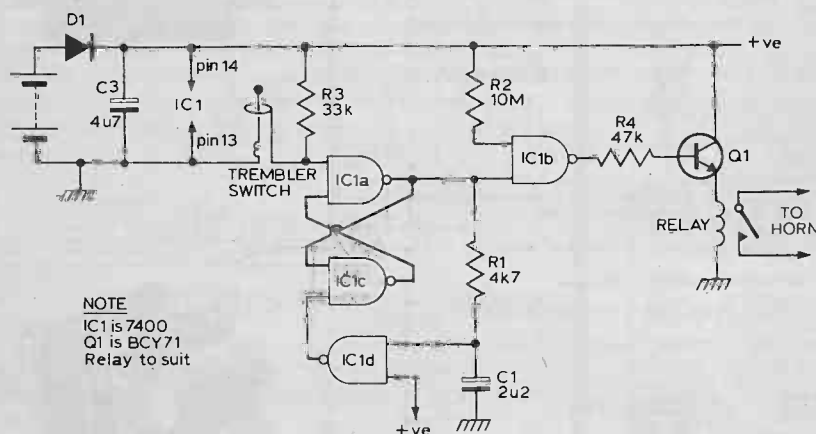 D1
+ve
pin 14
C3
4u7
IC1
pin 13
R3
33k
TREMBLER
SWITCH
R2
10M
IC1a
IC1b
R4
47k
Q1
RELAY
TO
HORN
IC1c
R1
4k7
NOTE
IC1 is 7400
Q1 is BCY71
Relay to suit
IC1d
C1
2u2
+ve